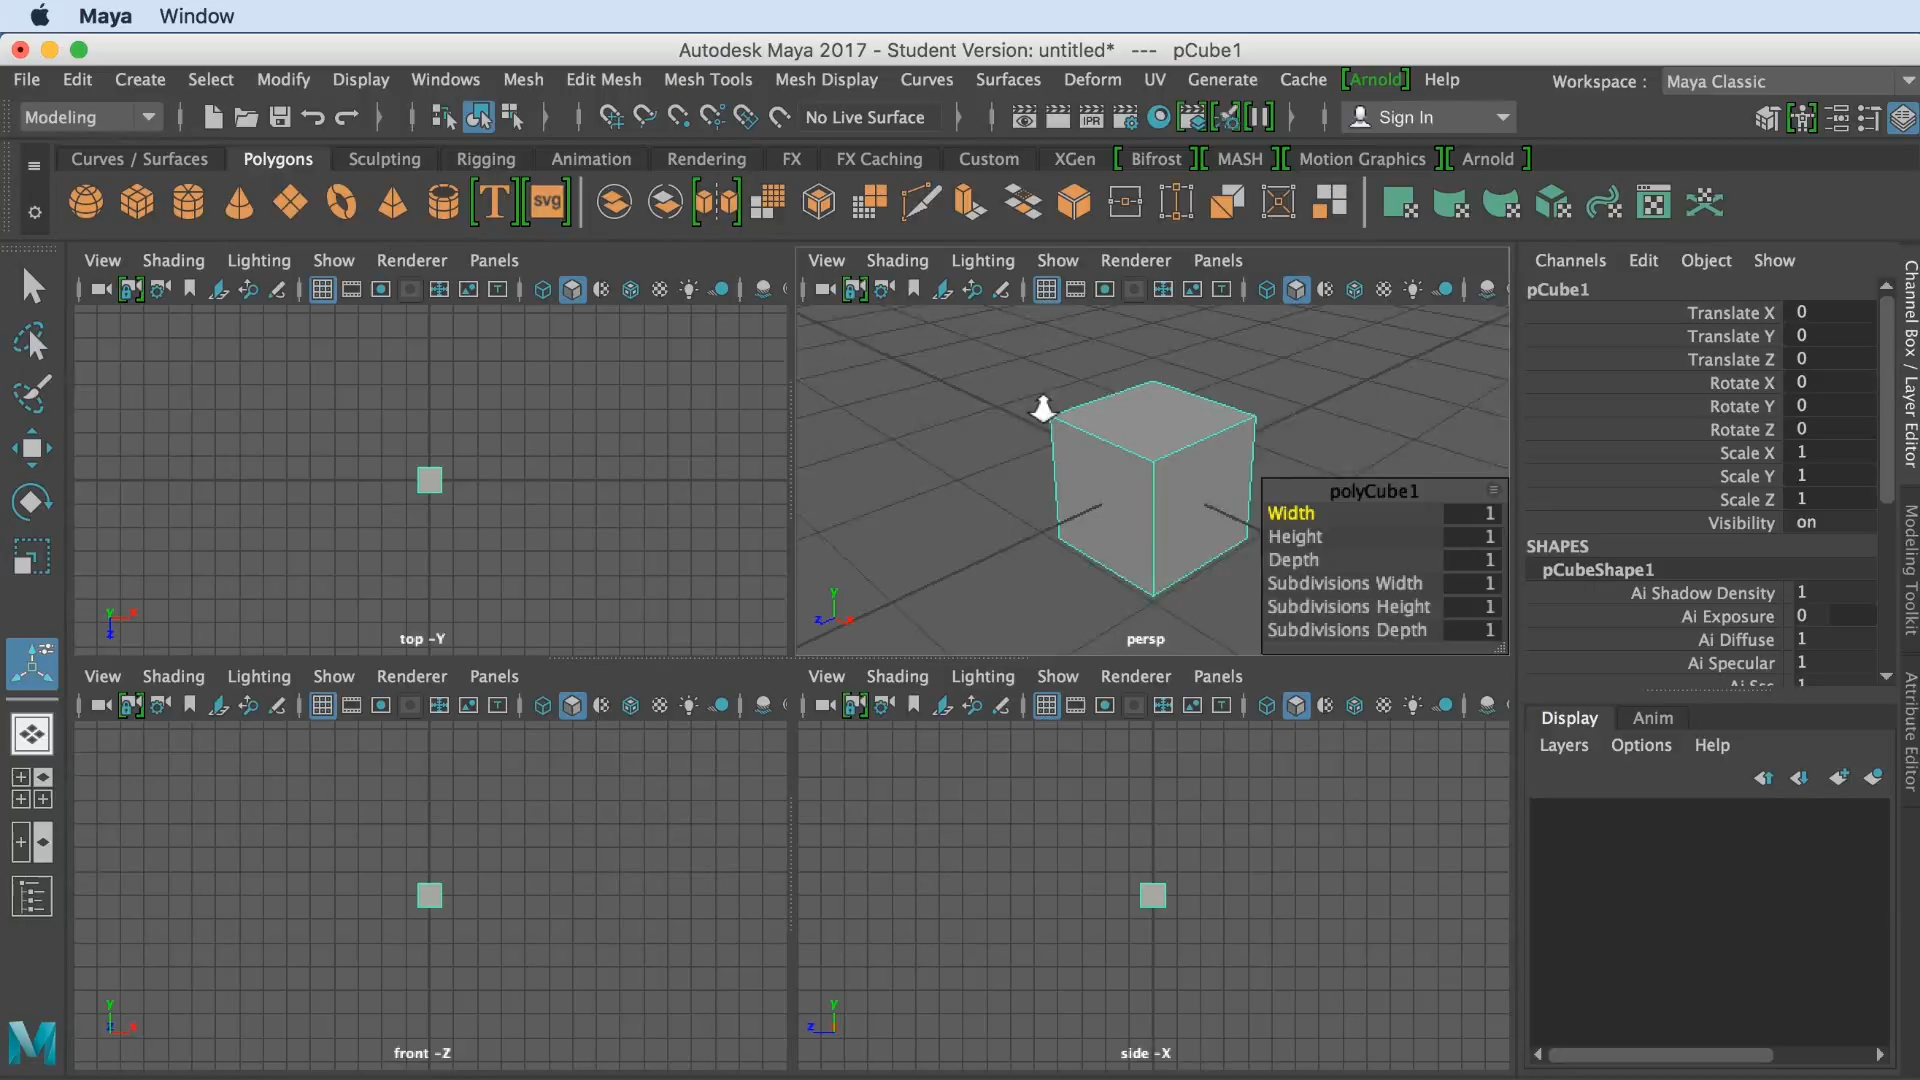 Maya Window
Autodesk Maya 2017 - Student Version: untitled* --- pCube1
File Edit Create Select Modify Display Windows Mesh Edit Mesh Mesh Tools Mesh Display Curves Surfaces Deform UV Generate Cache [Arnold] Help Workspace : Maya Classic
Modeling No Live Surface IPR Sign In
Curves / Surfaces Polygons Sculpting Rigging Animation Rendering FX FX Caching Custom XGen [ Bifrost ][ MASH ][ Motion Graphics ][ Arnold ]
T svg
View Shading Lighting Show Renderer Panels
top -Y
View Shading Lighting Show Renderer Panels
persp
polyCube1
Width 1
Height 1
Depth 1
Subdivisions Width 1
Subdivisions Height 1
Subdivisions Depth 1
View Shading Lighting Show Renderer Panels
front -Z
View Shading Lighting Show Renderer Panels
side -X
Channels Edit Object Show
pCube1
Translate X 0
Translate Y 0
Translate Z 0
Rotate X 0
Rotate Y 0
Rotate Z 0
Scale X 1
Scale Y 1
Scale Z 1
Visibility on
SHAPES
pCubeShape1
Ai Shadow Density 1
Ai Exposure 0
Ai Diffuse 1
Ai Specular 1
Display Anim
Layers Options Help
Channel Box / Layer Editor
Modeling Toolkit
Attribute Editor